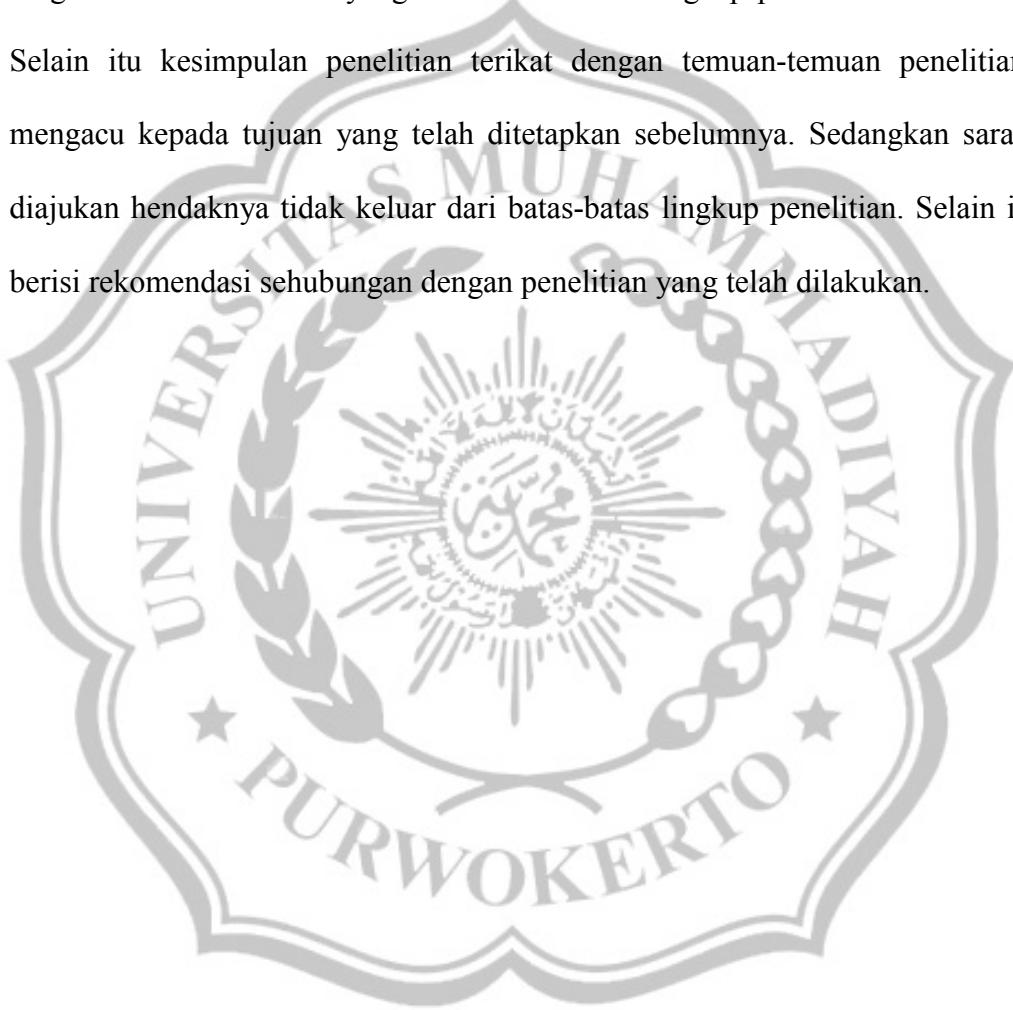 Selain itu kesimpulan penelitian terikat dengan temuan-temuan penelitian
mengacu kepada tujuan yang telah ditetapkan sebelumnya. Sedangkan sara
diajukan hendaknya tidak keluar dari batas-batas lingkup penelitian. Selain i
berisi rekomendasi sehubungan dengan penelitian yang telah dilakukan.
UNIVERSITAS MUHAMMADIYAH
محمدية
PURWOKERTO